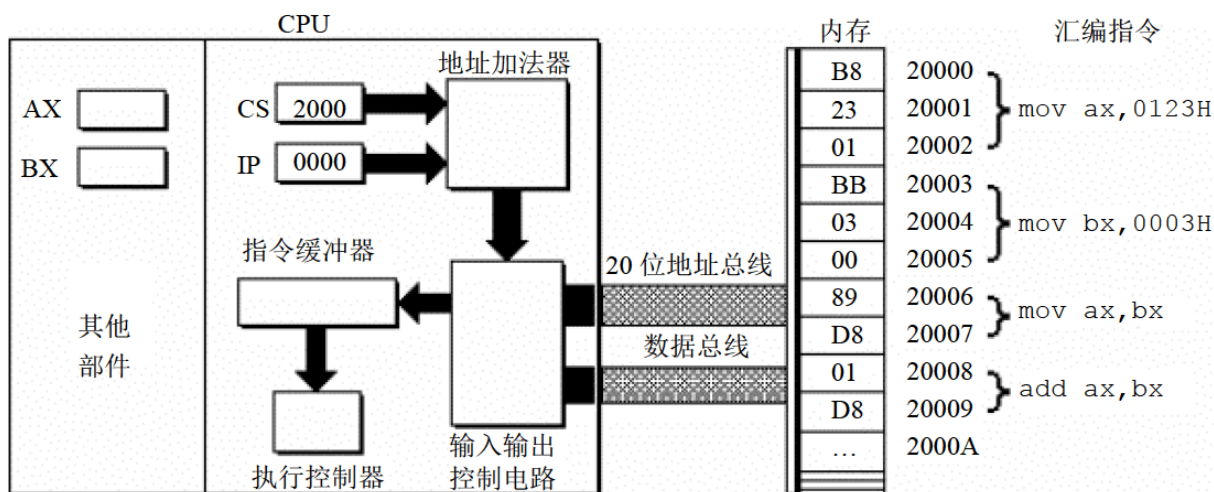 CPU
内存
汇编指令
地址加法器
AX
BX
CS
2000
IP
0000
指令缓冲器
其他
部件
执行控制器
输入输出
控制电路
20 位地址总线
数据总线
B8
20000
23
20001
mov ax,0123H
01
20002
BB
20003
03
20004
mov bx,0003H
00
20005
89
20006
mov ax,bx
D8
20007
01
20008
add ax,bx
D8
20009
…
2000A